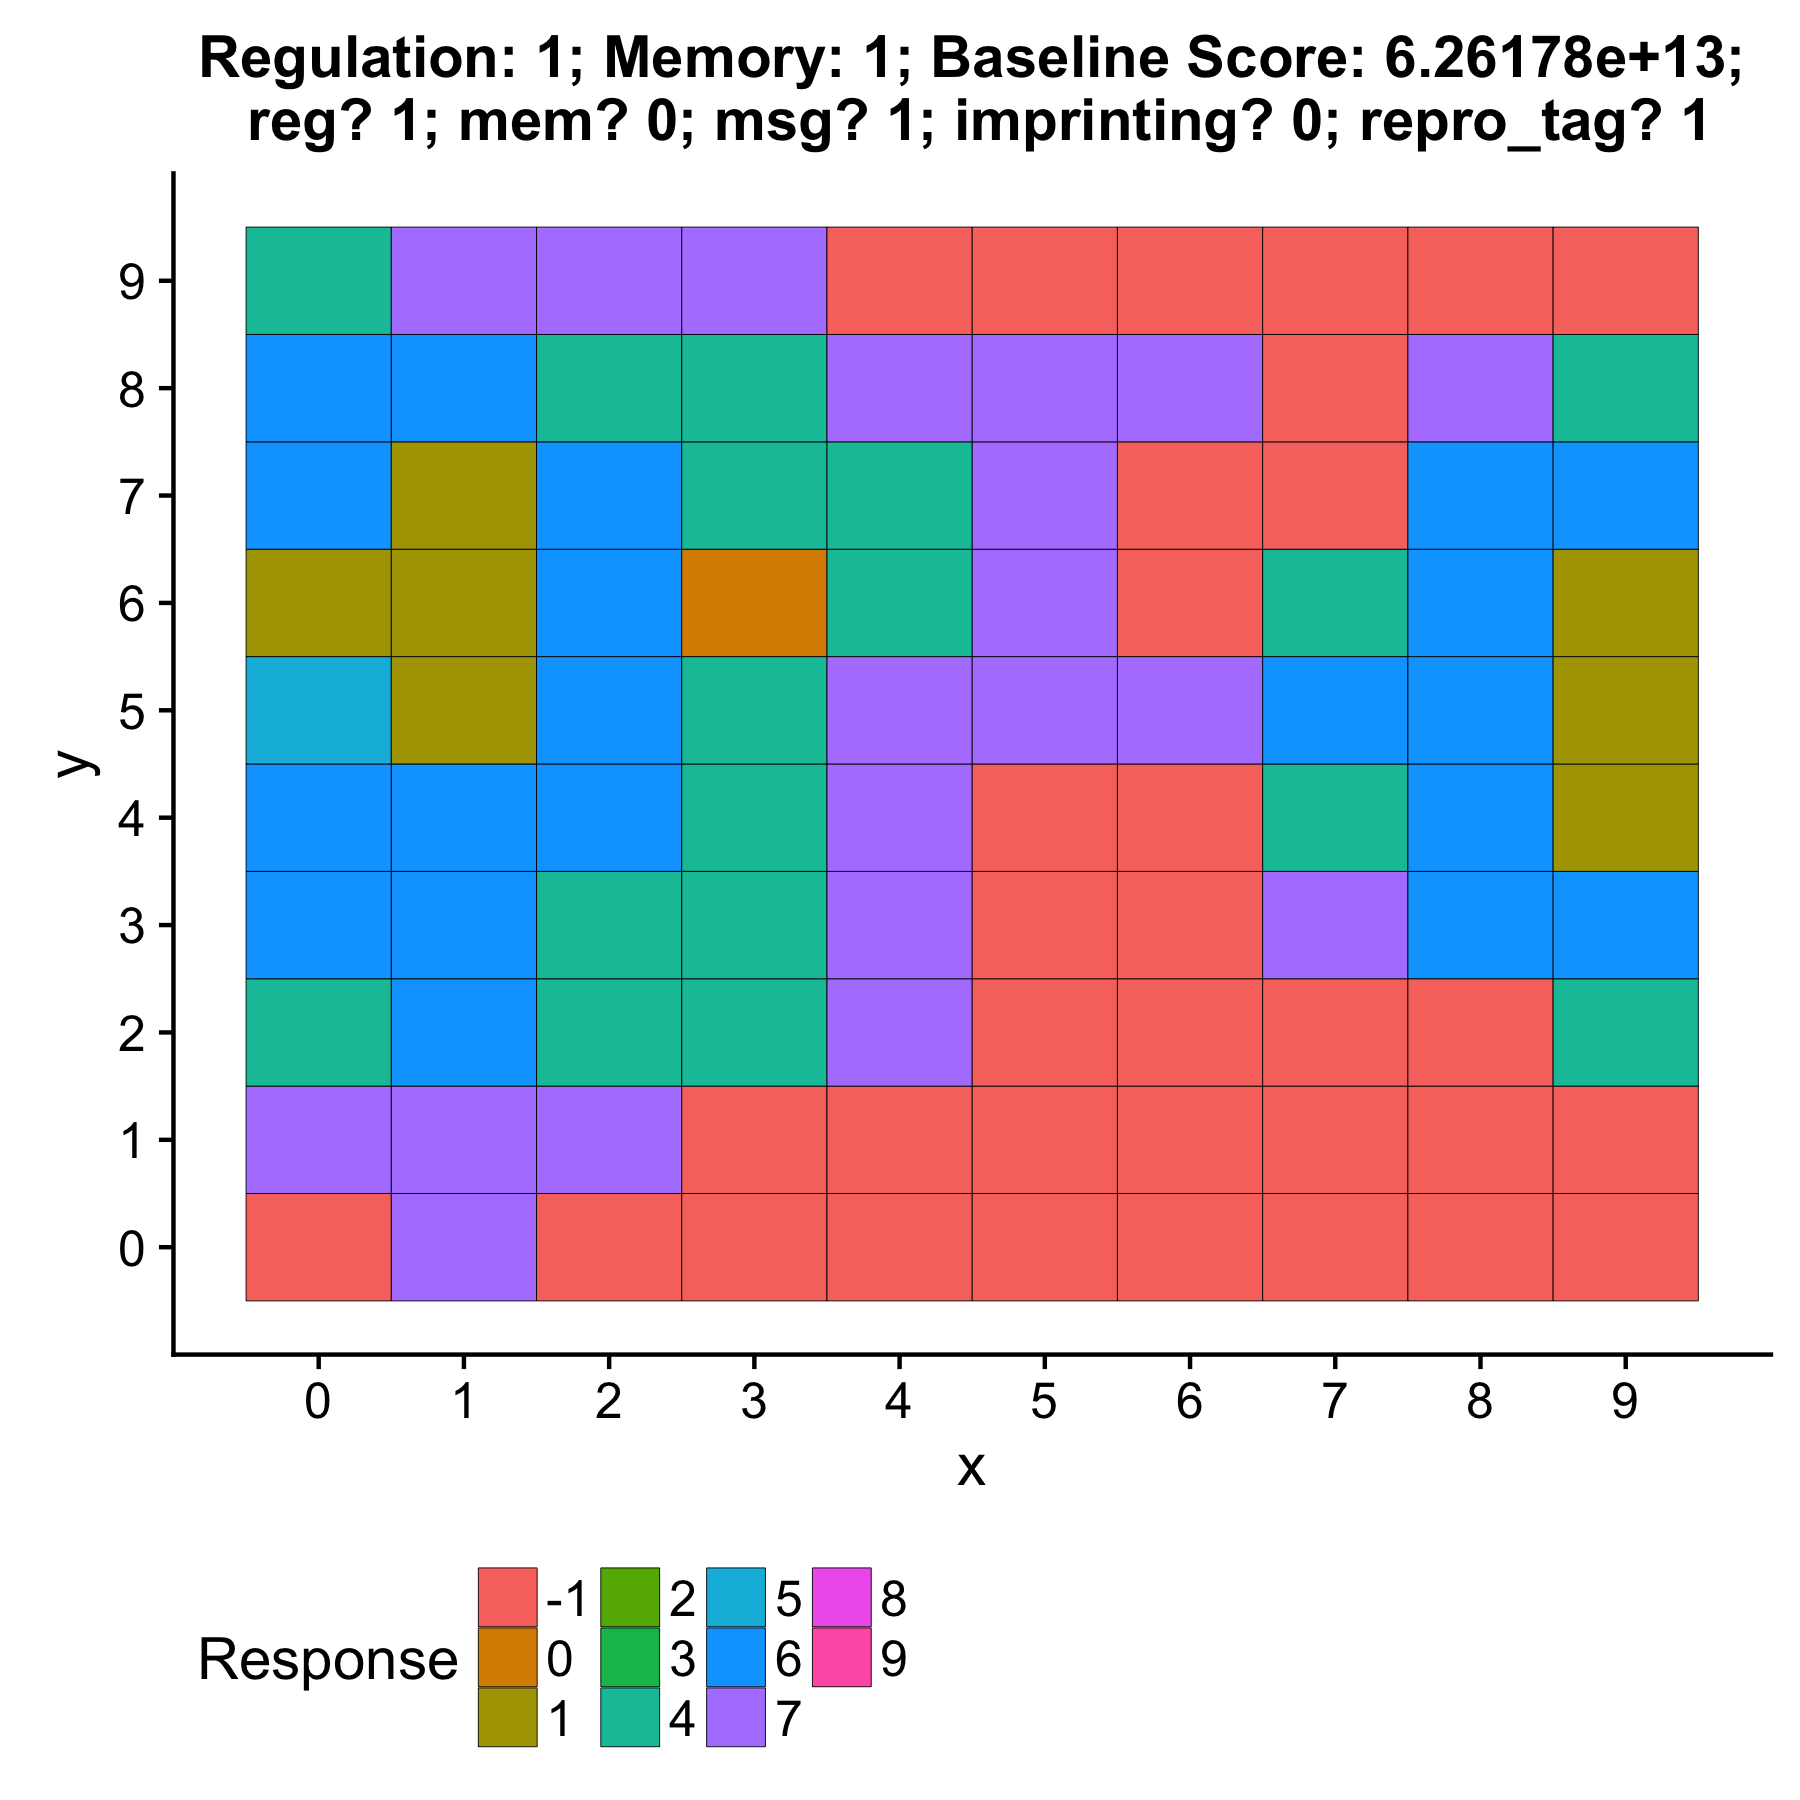 Regulation: 1; Memory: 1; Baseline Score: 6.26178e+13;
reg? 1; mem? 0; msg? 1; imprinting? 0; repro_tag? 1
y
9
8
7
6
5
4
3
2
1
0
0 1 2 3 4 5 6 7 8 9
x
Response
-1 2 5 8
0 3 6 9
1 4 7